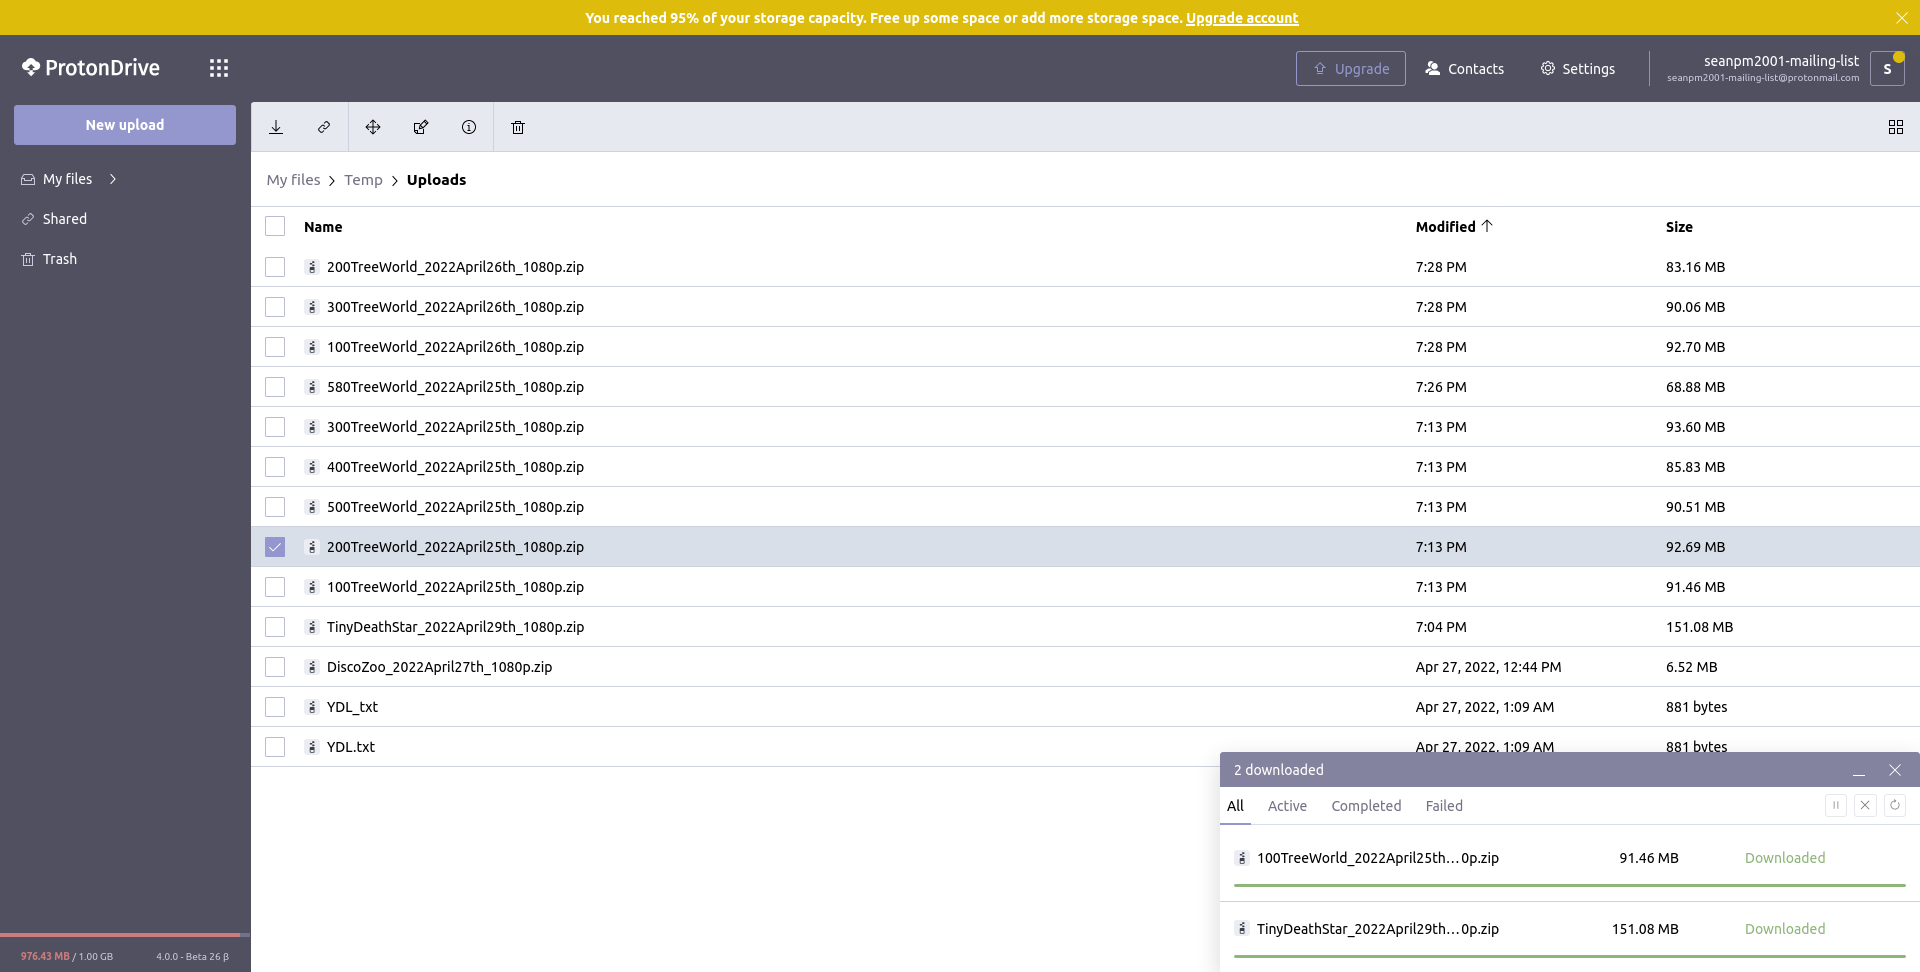 You reached 95% of your storage capacity. Free up some space or add more storage space. Upgrade account
ProtonDrive
Upgrade
Contacts
Settings
seanpm2001-mailing-list
seanpm2001-mailing-list@protonmail.com
S
New upload
My files
Shared
Trash
My files > Temp > Uploads
Name Modified Size
200TreeWorld_2022April26th_1080p.zip 7:28 PM 83.16 MB
300TreeWorld_2022April26th_1080p.zip 7:28 PM 90.06 MB
100TreeWorld_2022April26th_1080p.zip 7:28 PM 92.70 MB
580TreeWorld_2022April25th_1080p.zip 7:26 PM 68.88 MB
300TreeWorld_2022April25th_1080p.zip 7:13 PM 93.60 MB
400TreeWorld_2022April25th_1080p.zip 7:13 PM 85.83 MB
500TreeWorld_2022April25th_1080p.zip 7:13 PM 90.51 MB
200TreeWorld_2022April25th_1080p.zip 7:13 PM 92.69 MB
100TreeWorld_2022April25th_1080p.zip 7:13 PM 91.46 MB
TinyDeathStar_2022April29th_1080p.zip 7:04 PM 151.08 MB
DiscoZoo_2022April27th_1080p.zip Apr 27, 2022, 12:44 PM 6.52 MB
YDL_txt Apr 27, 2022, 1:09 AM 881 bytes
YDL.txt Apr 27, 2022, 1:09 AM 881 bytes
2 downloaded
All Active Completed Failed
100TreeWorld_2022April25th...0p.zip 91.46 MB Downloaded
TinyDeathStar_2022April29th...0p.zip 151.08 MB Downloaded
976.43 MB / 1.00 GB 4.0.0 - Beta 26 β